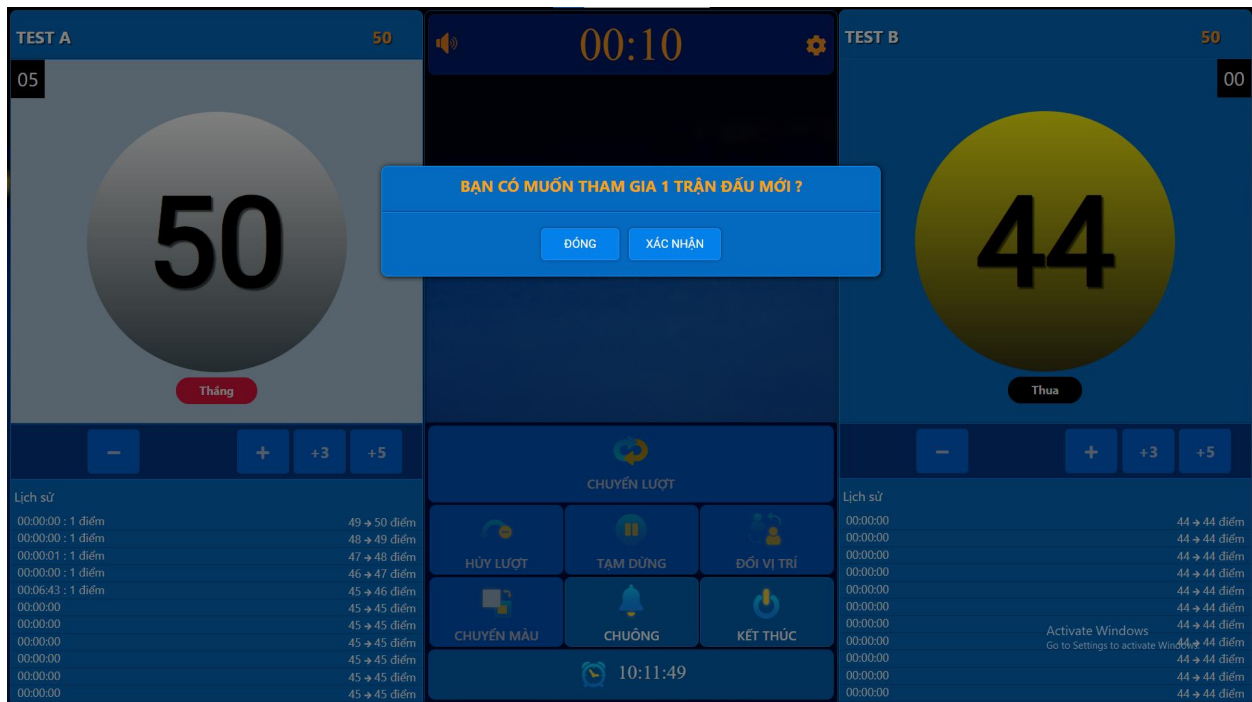 TEST A 50
05
50
Thắng
− + +3 +5
Lịch sử
00:00:00 : 1 điểm 49 → 50 điểm
00:00:00 : 1 điểm 48 → 49 điểm
00:00:01 : 1 điểm 47 → 48 điểm
00:00:00 : 1 điểm 46 → 47 điểm
00:06:43 : 1 điểm 45 → 46 điểm
00:00:00 45 → 45 điểm
00:00:00 45 → 45 điểm
00:00:00 45 → 45 điểm
00:00:00 45 → 45 điểm
00:00:00 45 → 45 điểm
00:00:00 45 → 45 điểm
00:10
BẠN CÓ MUỐN THAM GIA 1 TRẬN ĐẤU MỚI ?
ĐÓNG XÁC NHẬN
CHUYỂN LƯỢT
HỦY LƯỢT TẠM DỪNG ĐỔI VỊ TRÍ
CHUYỂN MÀU CHUÔNG KẾT THÚC
10:11:49
TEST B 50
00
44
Thua
− + +3 +5
Lịch sử
00:00:00 44 → 44 điểm
00:00:00 44 → 44 điểm
00:00:00 44 → 44 điểm
00:00:00 44 → 44 điểm
00:00:00 44 → 44 điểm
00:00:00 44 → 44 điểm
00:00:00 44 → 44 điểm
00:00:00 44 → 44 điểm
00:00:00 44 → 44 điểm
00:00:00 44 → 44 điểm
00:00:00 44 → 44 điểm
Activate Windows
Go to Settings to activate Windows.